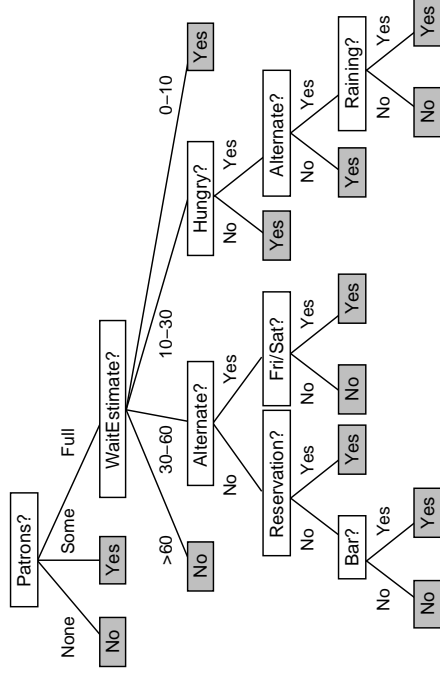 Patrons?
None Some Full
No Yes WaitEstimate?
>60 30−60 10−30 0−10
No Alternate? Hungry? Yes
No Yes No Yes
Reservation? Fri/Sat? Yes Alternate?
No Yes No Yes No Yes
Bar? Yes No Yes Yes Raining?
No Yes No Yes
No Yes No Yes